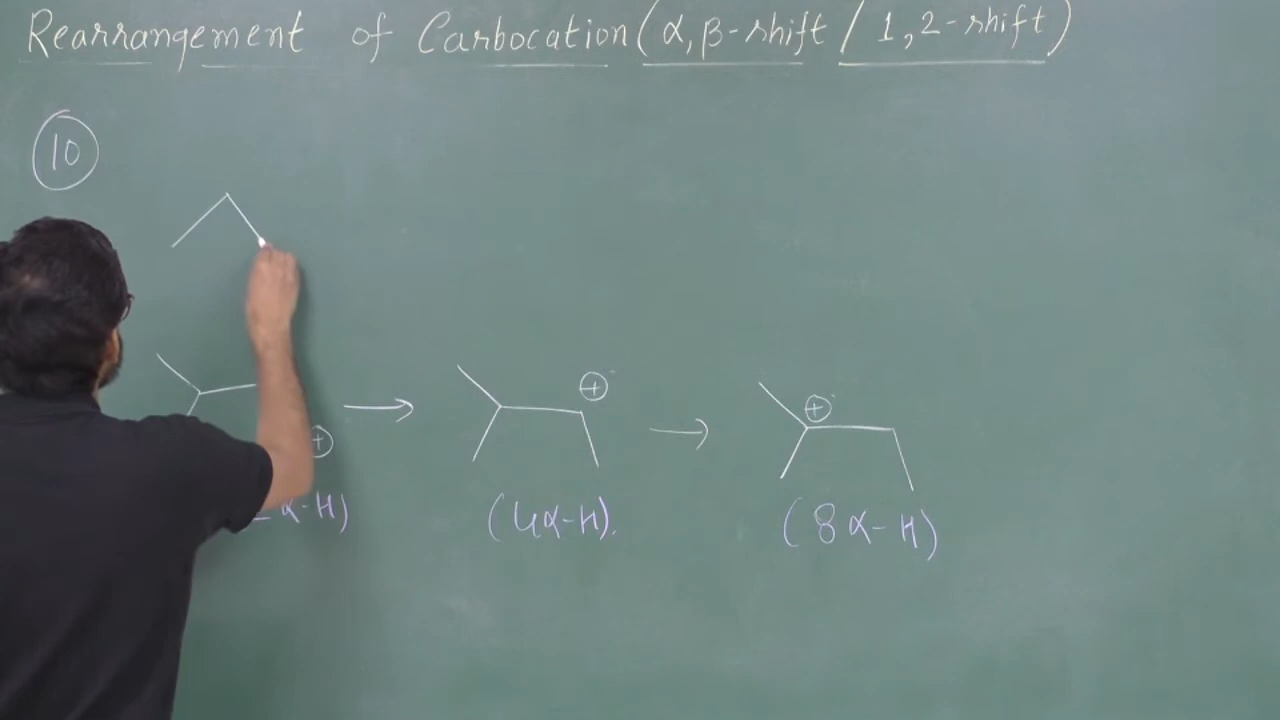 Rearrangement of Carbocation (α,β-shift / 1,2-shift)
10
⊕ ⊕ ⊕
α-H) (4α-H). (8α-H)